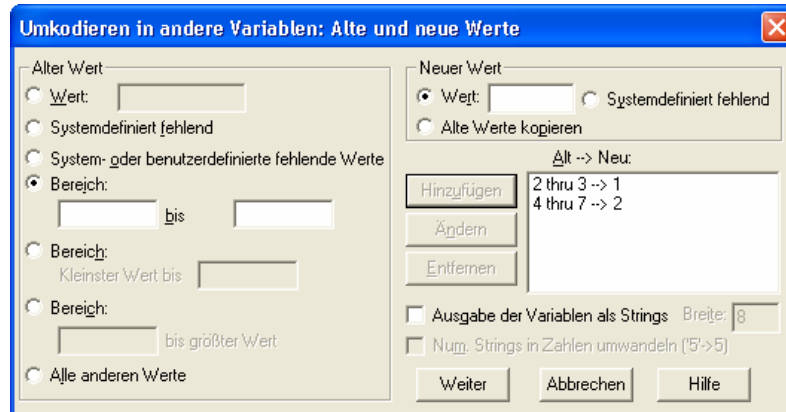 Umkodieren in andere Variablen: Alte und neue Werte
Alter Wert
Wert:
Systemdefiniert fehlend
System- oder benutzerdefinierte fehlende Werte
Bereich:
bis
Bereich:
Kleinster Wert bis
Bereich:
bis größter Wert
Alle anderen Werte
Neuer Wert
Wert:
Systemdefiniert fehlend
Alte Werte kopieren
Alt --> Neu:
Hinzufügen
Ändern
Entfernen
2 thru 3 --> 1
4 thru 7 --> 2
Ausgabe der Variablen als Strings Breite: 8
Num. Strings in Zahlen umwandeln ('5'->5)
Weiter Abbrechen Hilfe